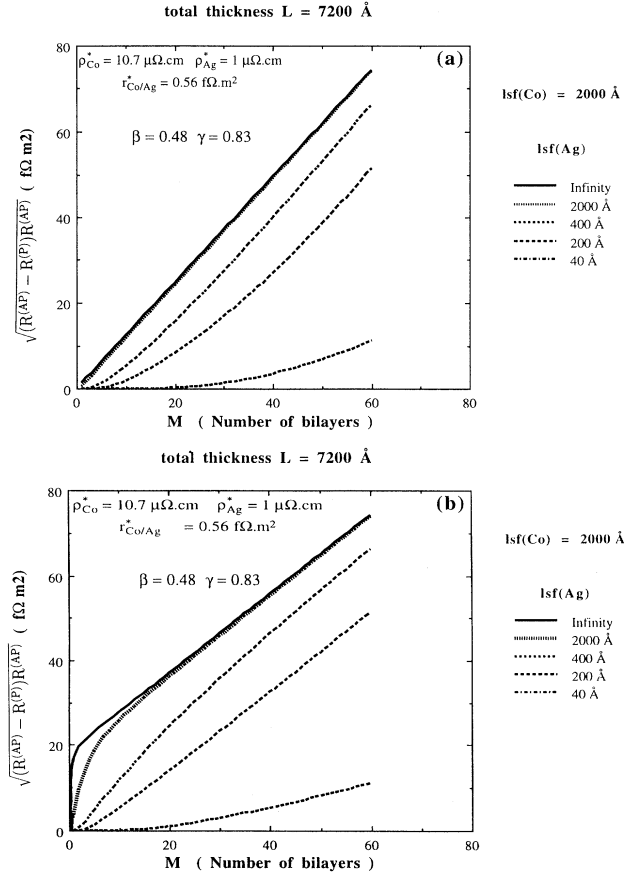 total thickness L = 7200 Å
(a)
ρ*Co = 10.7 μΩ.cm ρ*Ag = 1 μΩ.cm
r*Co/Ag = 0.56 fΩ.m²
β = 0.48 γ = 0.83
√(R(AP) − R(P))R(AP) ( fΩ m2)
80
60
40
20
0
0 20 40 60 80
M ( Number of bilayers )
lsf(Co) = 2000 Å
lsf(Ag)
Infinity
2000 Å
400 Å
200 Å
40 Å
total thickness L = 7200 Å
(b)
ρ*Co = 10.7 μΩ.cm ρ*Ag = 1 μΩ.cm
r*Co/Ag = 0.56 fΩ.m²
β = 0.48 γ = 0.83
√(R(AP) − R(P))R(AP) ( fΩ m2)
80
60
40
20
0
0 20 40 60 80
M ( Number of bilayers )
lsf(Co) = 2000 Å
lsf(Ag)
Infinity
2000 Å
400 Å
200 Å
40 Å